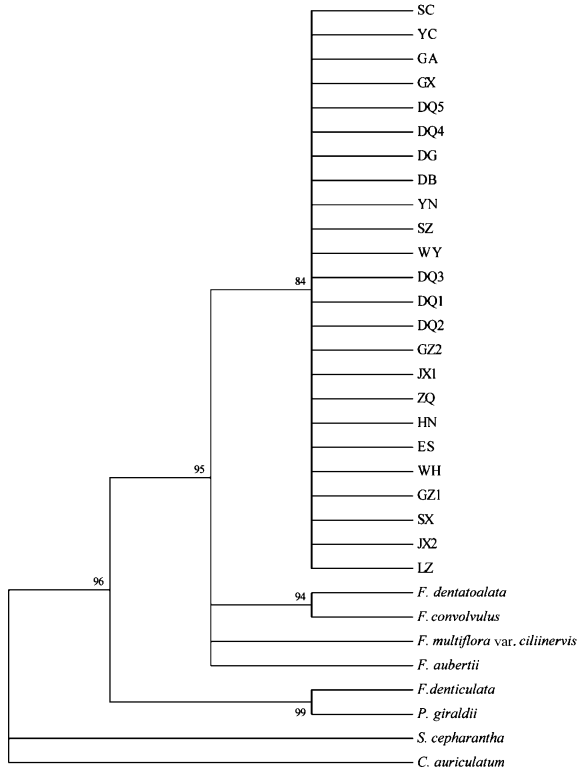 SC
YC
GA
GX
DQ5
DQ4
DG
DB
YN
SZ
WY
DQ3
84
DQ1
DQ2
GZ2
JX1
ZQ
HN
ES
WH
95
GZ1
SX
JX2
LZ
96
F. dentatoalata
94
F. convolvulus
F. multiflora var. ciliinervis
F. aubertii
F.denticulata
99
P. giraldii
S. cepharantha
C. auriculatum